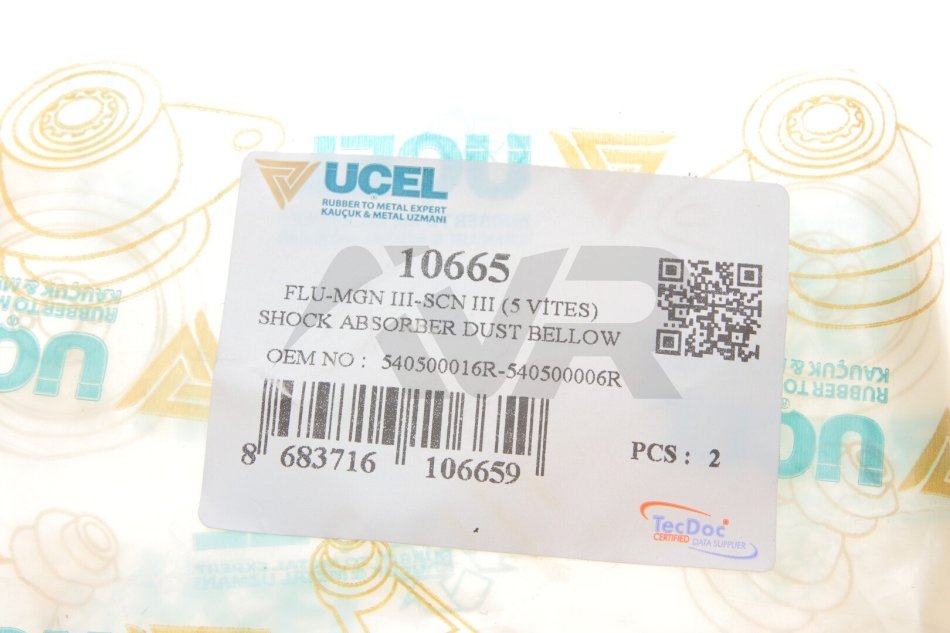 UÇEL
UÇEL
®
RUBBER TO METAL EXPERT
KAUÇUK & METAL UZMANI
10665
FLU-MGN III-SCN III (5 VİTES)
SHOCK ABSORBER DUST BELLOW
OEM NO : 540500016R-540500006R
8 683716 106659
PCS : 2
TecDoc®
CERTIFIED DATA SUPPLIER